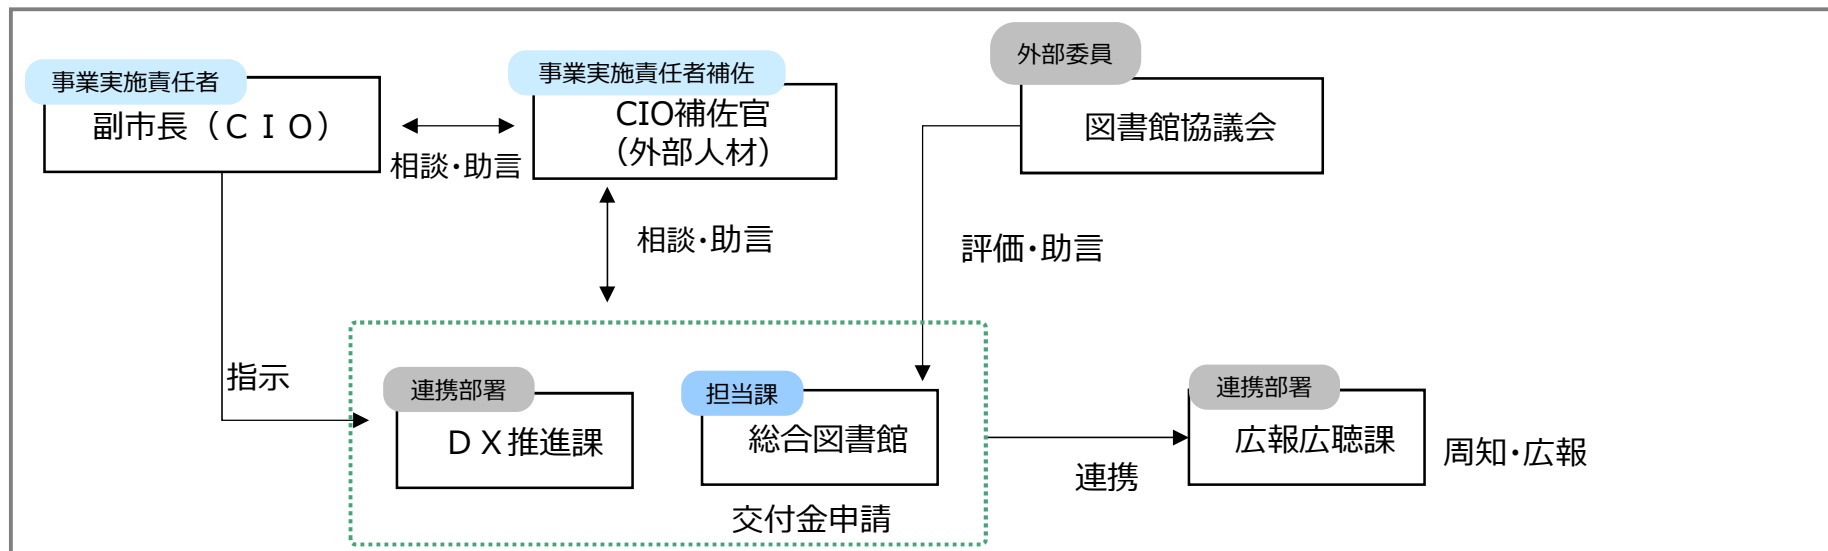 事業実施責任者
副市長（ＣＩＯ）
相談・助言
事業実施責任者補佐
CIO補佐官
（外部人材）
外部委員
図書館協議会
相談・助言
評価・助言
指示
連携部署
ＤＸ推進課
担当課
総合図書館
交付金申請
連携
連携部署
広報広聴課
周知・広報